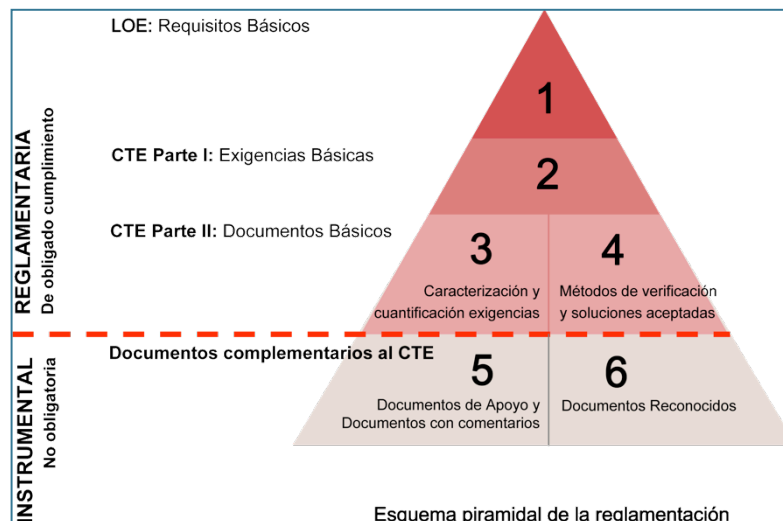 LOE: Requisitos Básicos
1
CTE Parte I: Exigencias Básicas
2
CTE Parte II: Documentos Básicos
3
4
Caracterización y
cuantificación exigencias
Métodos de verificación
y soluciones aceptadas
REGLAMENTARIA
De obligado cumplimiento
Documentos complementarios al CTE
5
6
Documentos de Apoyo y
Documentos con comentarios
Documentos Reconocidos
INSTRUMENTAL
No obligatoria
Esquema piramidal de la reglamentación